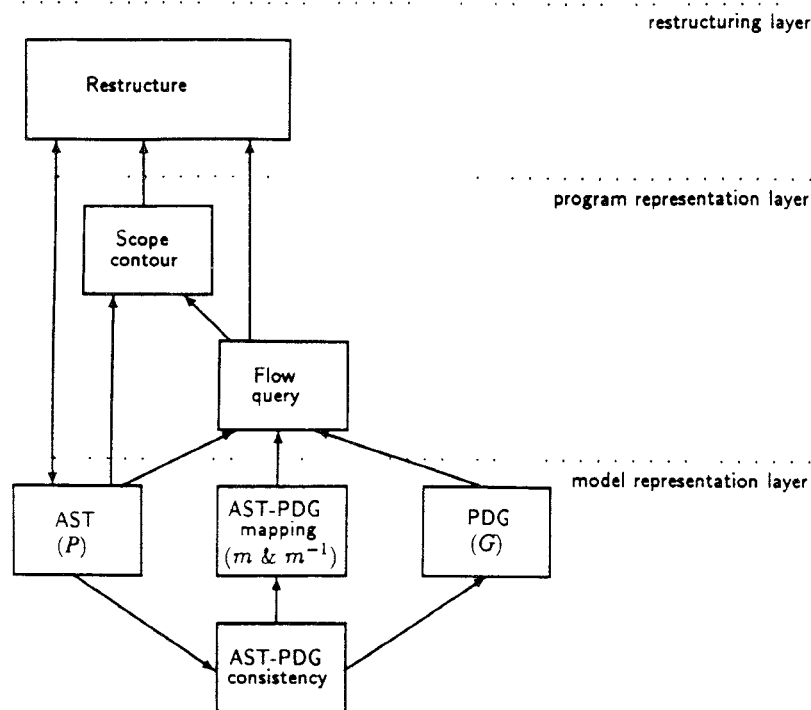 restructuring layer
Restructure
program representation layer
Scope
contour
Flow
query
model representation layer
AST
(P)
AST-PDG
mapping
(m & m⁻¹)
PDG
(G)
AST-PDG
consistency